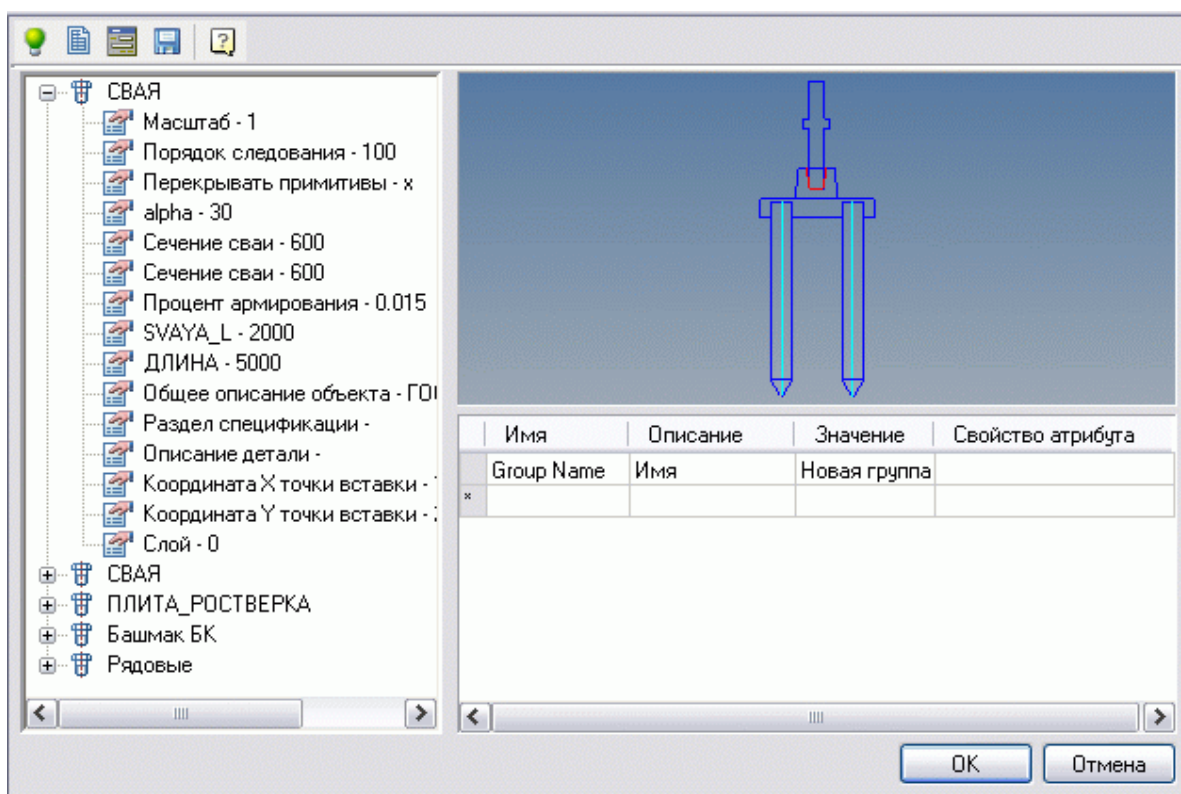 СВАЯ
Масштаб - 1
Порядок следования - 100
Перекрывать примитивы - x
alpha - 30
Сечение сваи - 600
Сечение сваи - 600
Процент армирования - 0.015
SVAYA_L - 2000
ДЛИНА - 5000
Общее описание объекта -
Раздел спецификации -
Описание детали -
Координата X точки вставки -
Координата Y точки вставки -
Слой - 0
СВАЯ
ПЛИТА_РОСТВЕРКА
Башмак БК
Рядовые
Имя Описание Значение Свойство атрибута
Group Name Имя Новая группа
OK Отмена